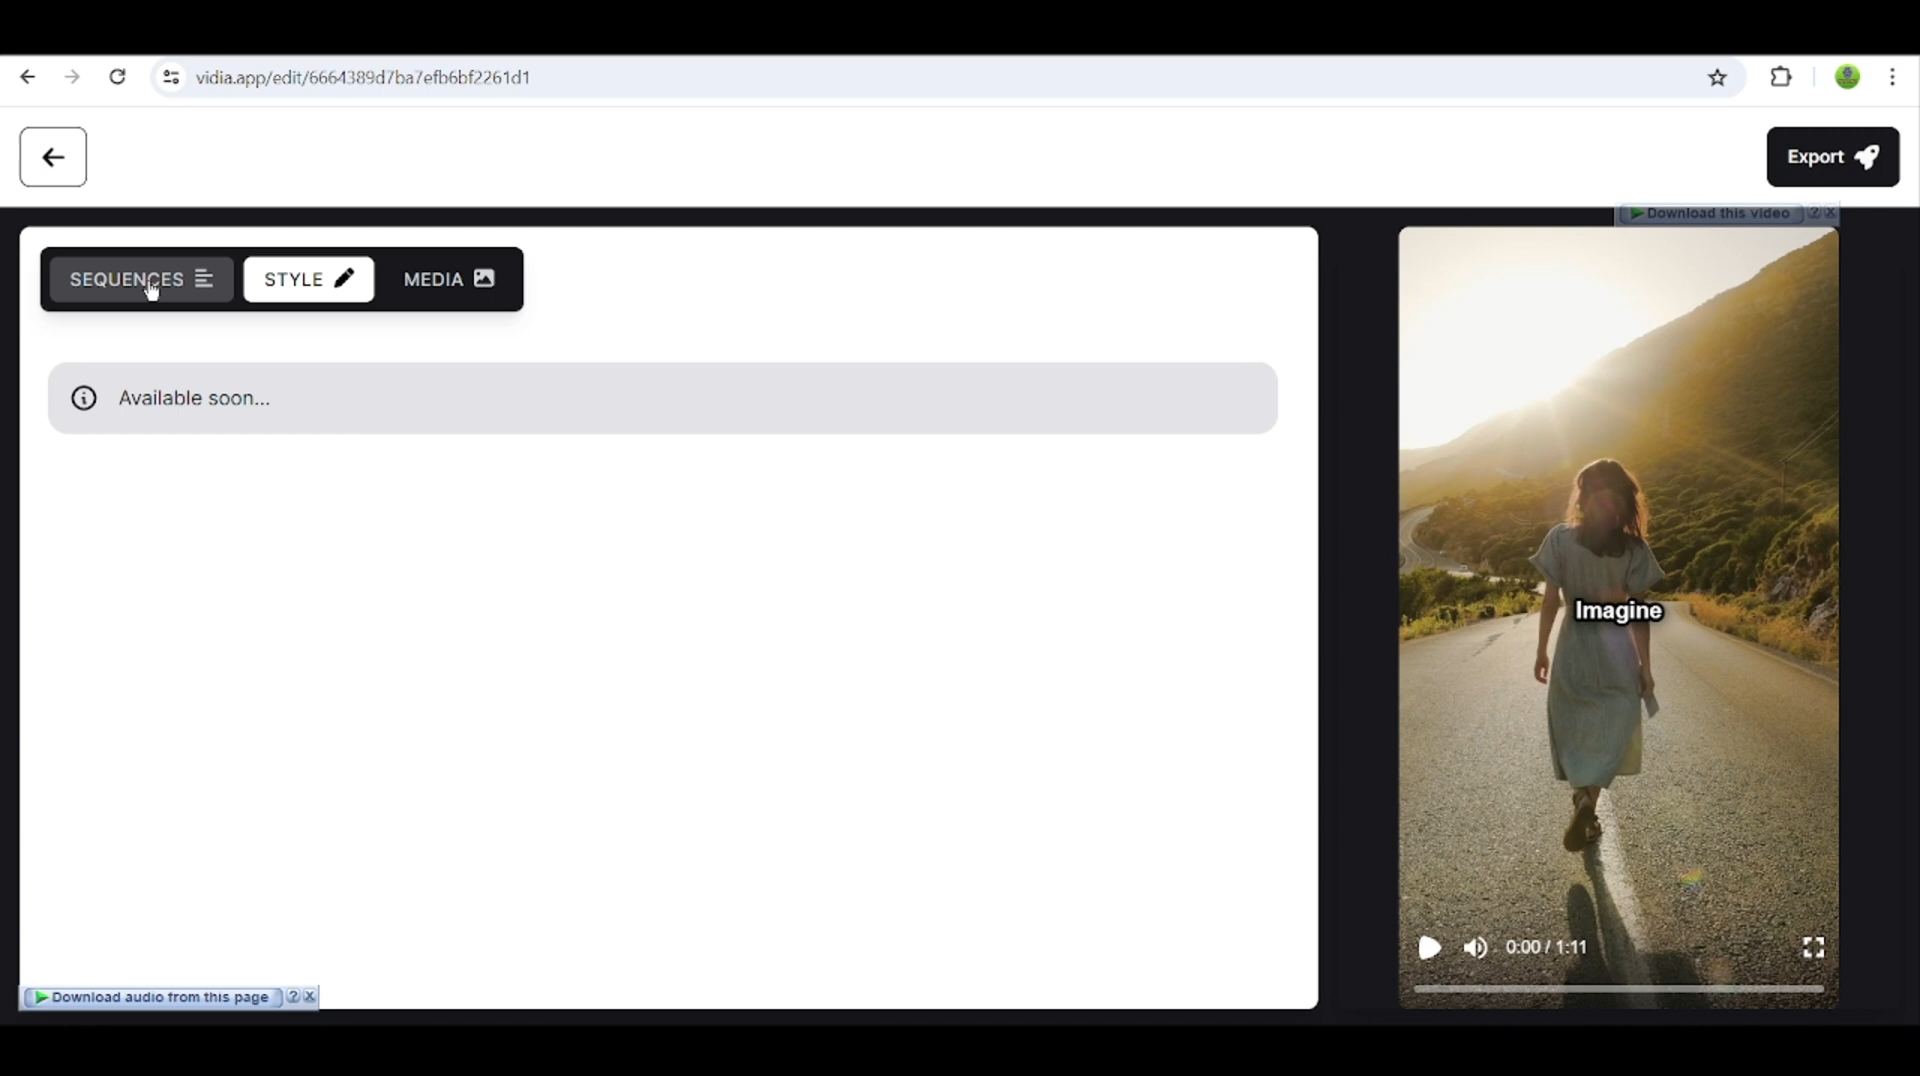 vidia.app/edit/6664389d7ba7efb6bf2261d1
Export
Download this video
SEQUENCES STYLE MEDIA
Available soon...
Imagine
0:00 / 1:11
Download audio from this page